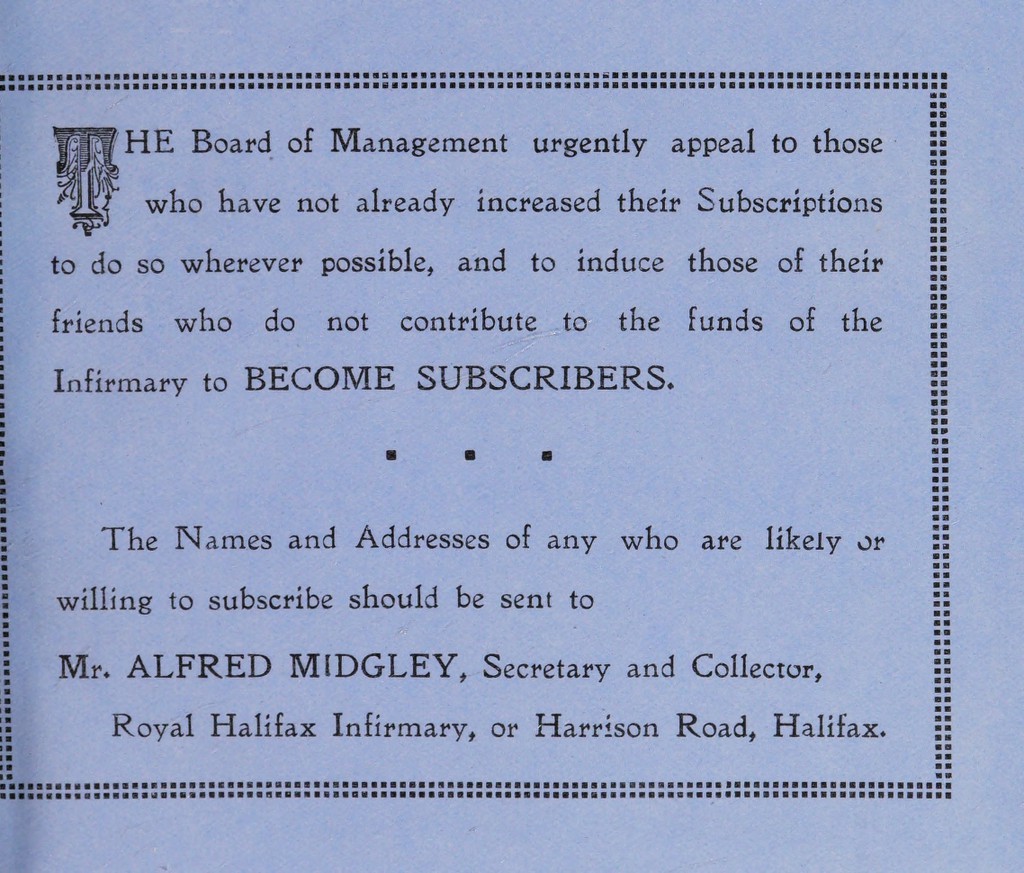 THE Board of Management urgently appeal to those
who have not already increased their Subscriptions
to do so wherever possible, and to induce those of their
friends who do not contribute to the funds of the
Infirmary to BECOME SUBSCRIBERS.
The Names and Addresses of any who are likely or
willing to subscribe should be sent to
Mr. ALFRED MIDGLEY, Secretary and Collector,
Royal Halifax Infirmary, or Harrison Road, Halifax.